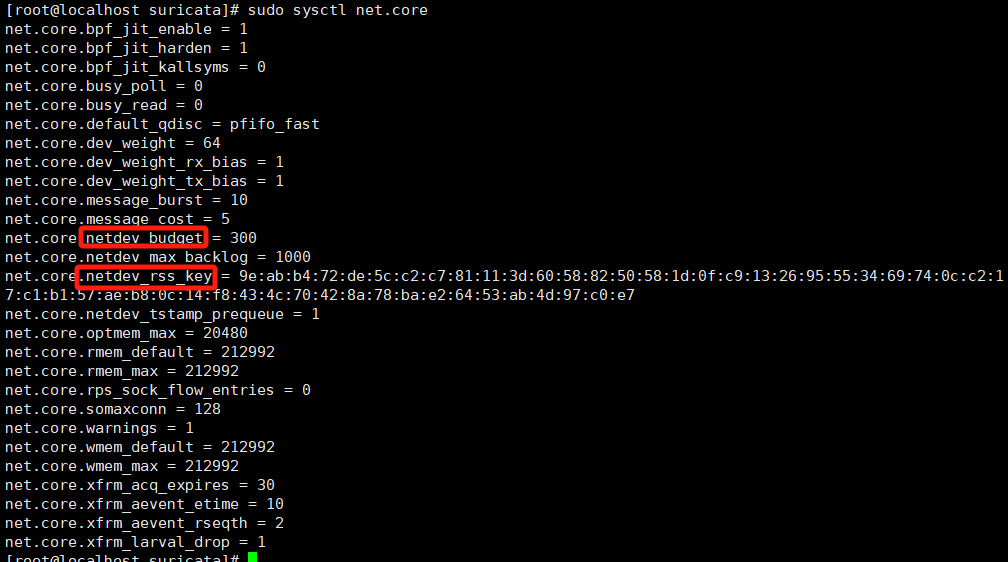 [root@localhost suricata]# sudo sysctl net.core
net.core.bpf_jit_enable = 1
net.core.bpf_jit_harden = 1
net.core.bpf_jit_kallsyms = 0
net.core.busy_poll = 0
net.core.busy_read = 0
net.core.default_qdisc = pfifo_fast
net.core.dev_weight = 64
net.core.dev_weight_rx_bias = 1
net.core.dev_weight_tx_bias = 1
net.core.message_burst = 10
net.core.message_cost = 5
net.core.netdev_budget = 300
net.core.netdev_max_backlog = 1000
net.core.netdev_rss_key = 9e:ab:b4:72:de:5c:c2:c7:81:11:3d:60:58:82:50:58:1d:0f:c9:13:26:95:55:34:69:74:0c:c2:1
7:c1:b1:57:ae:b8:0c:14:f8:43:4c:70:42:8a:78:ba:e2:64:53:ab:4d:97:c0:e7
net.core.netdev_tstamp_prequeue = 1
net.core.optmem_max = 20480
net.core.rmem_default = 212992
net.core.rmem_max = 212992
net.core.rps_sock_flow_entries = 0
net.core.somaxconn = 128
net.core.warnings = 1
net.core.wmem_default = 212992
net.core.wmem_max = 212992
net.core.xfrm_acq_expires = 30
net.core.xfrm_aevent_etime = 10
net.core.xfrm_aevent_rseqth = 2
net.core.xfrm_larval_drop = 1
[root@localhost suricata]#